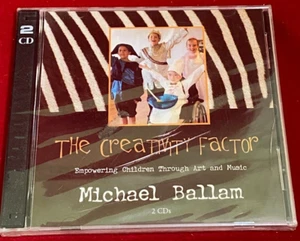 2
CD
The Creativity Factor
Empowering Children Through Art and Music
Michael Ballam
2 CDs